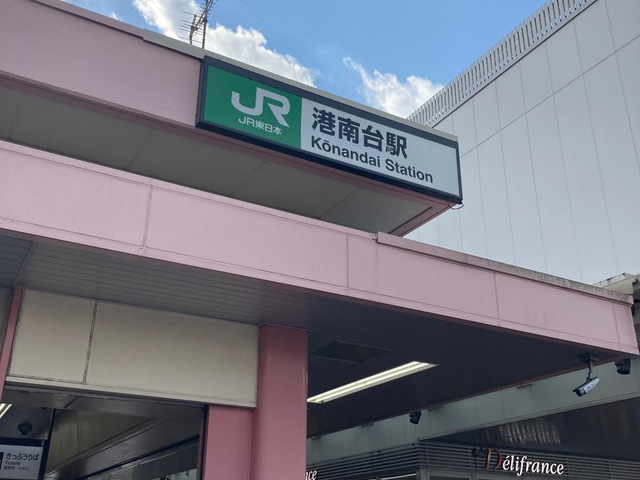 JR
JR東日本
港南台駅
Kōnandai Station
きっぷうりば
Tickets
Délifrance